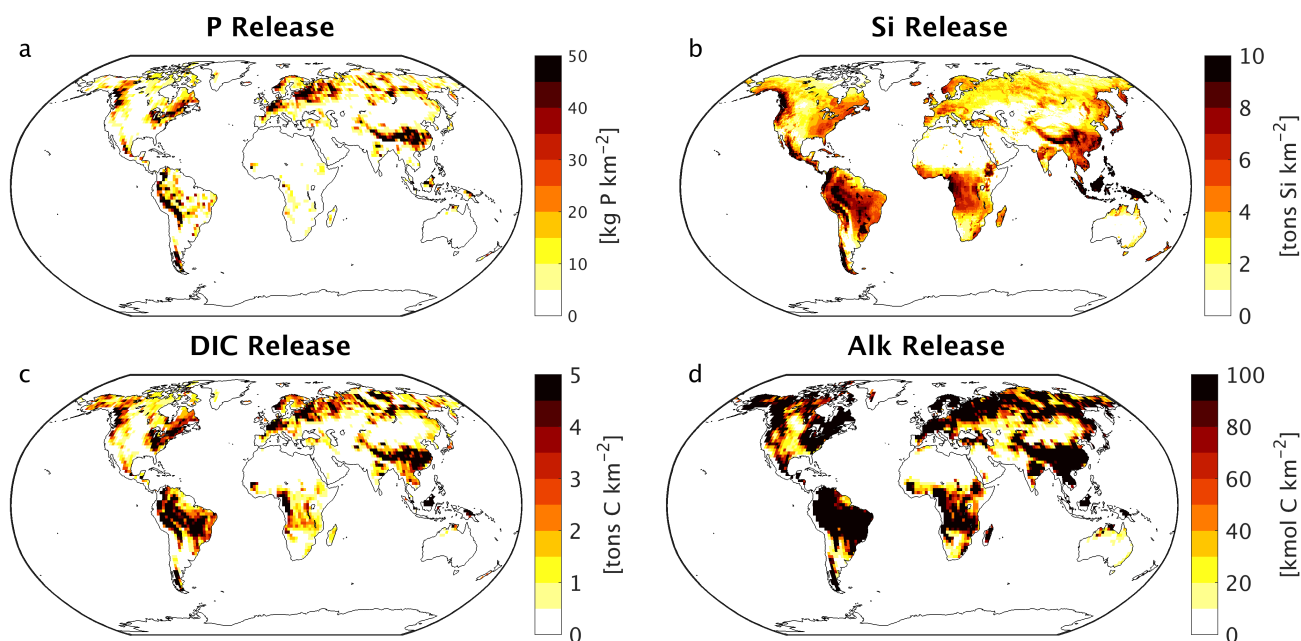 P Release
Si Release
a
b
50
40
30
20
10
0
[kg P km⁻²]
10
8
6
4
2
0
[tons Si km⁻²]
DIC Release
Alk Release
c
d
5
4
3
2
1
0
[tons C km⁻²]
100
80
60
40
20
0
[kmol C km⁻²]